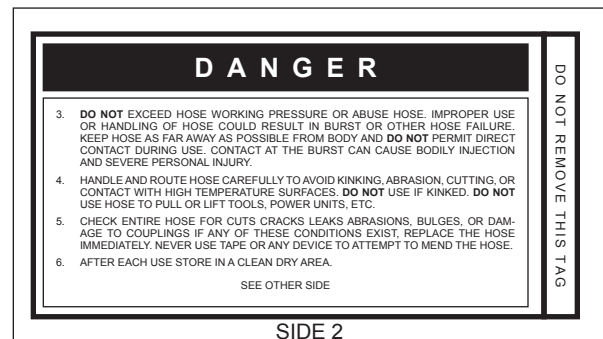 DANGER
3. DO NOT EXCEED HOSE WORKING PRESSURE OR ABUSE HOSE. IMPROPER USE
OR HANDLING OF HOSE COULD RESULT IN BURST OR OTHER HOSE FAILURE.
KEEP HOSE AS FAR AWAY AS POSSIBLE FROM BODY AND DO NOT PERMIT DIRECT
CONTACT DURING USE. CONTACT AT THE BURST CAN CAUSE BODILY INJECTION
AND SEVERE PERSONAL INJURY.
4. HANDLE AND ROUTE HOSE CAREFULLY TO AVOID KINKING, ABRASION, CUTTING, OR
CONTACT WITH HIGH TEMPERATURE SURFACES. DO NOT USE IF KINKED. DO NOT
USE HOSE TO PULL OR LIFT TOOLS, POWER UNITS, ETC.
5. CHECK ENTIRE HOSE FOR CUTS CRACKS LEAKS ABRASIONS, BULGES, OR DAM-
AGE TO COUPLINGS IF ANY OF THESE CONDITIONS EXIST, REPLACE THE HOSE
IMMEDIATELY. NEVER USE TAPE OR ANY DEVICE TO ATTEMPT TO MEND THE HOSE.
6. AFTER EACH USE STORE IN A CLEAN DRY AREA.
SEE OTHER SIDE
DO NOT REMOVE THIS TAG
SIDE 2